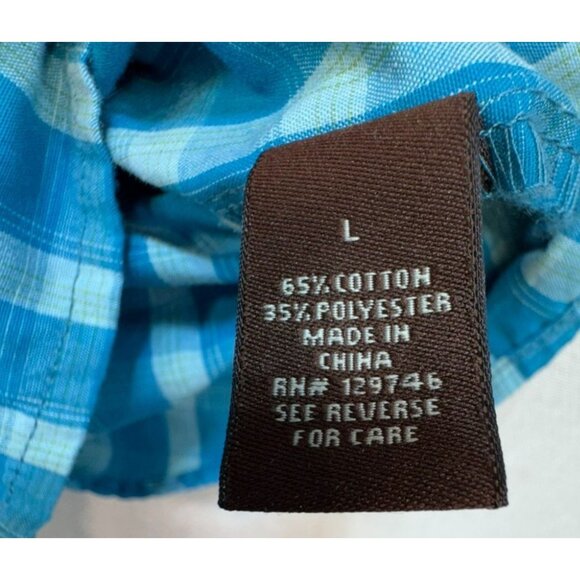 L
65% COTTON
35% POLYESTER
MADE IN
CHINA
RN# 129746
SEE REVERSE
FOR CARE